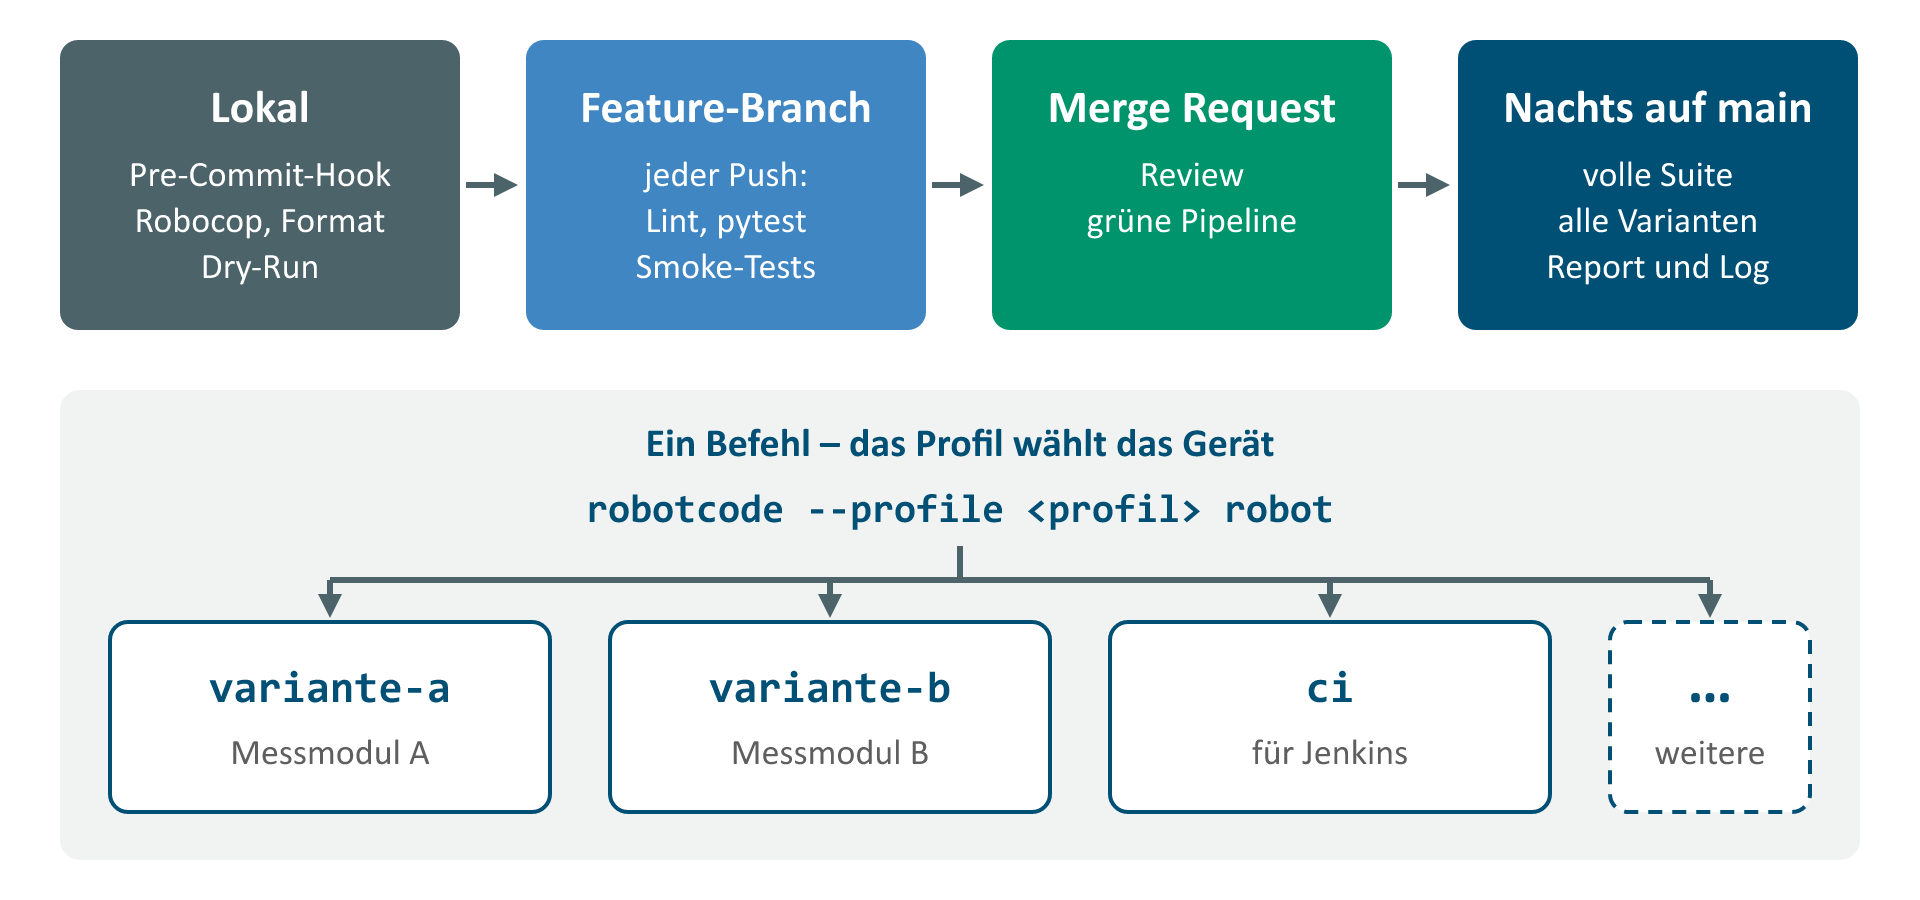 Lokal
Pre-Commit-Hook
Robocop, Format
Dry-Run
Feature-Branch
jeder Push:
Lint, pytest
Smoke-Tests
Merge Request
Review
grüne Pipeline
Nachts auf main
volle Suite
alle Varianten
Report und Log
Ein Befehl – das Profil wählt das Gerät
robotcode --profile <profil> robot
variante-a
Messmodul A
variante-b
Messmodul B
ci
für Jenkins
…
weitere